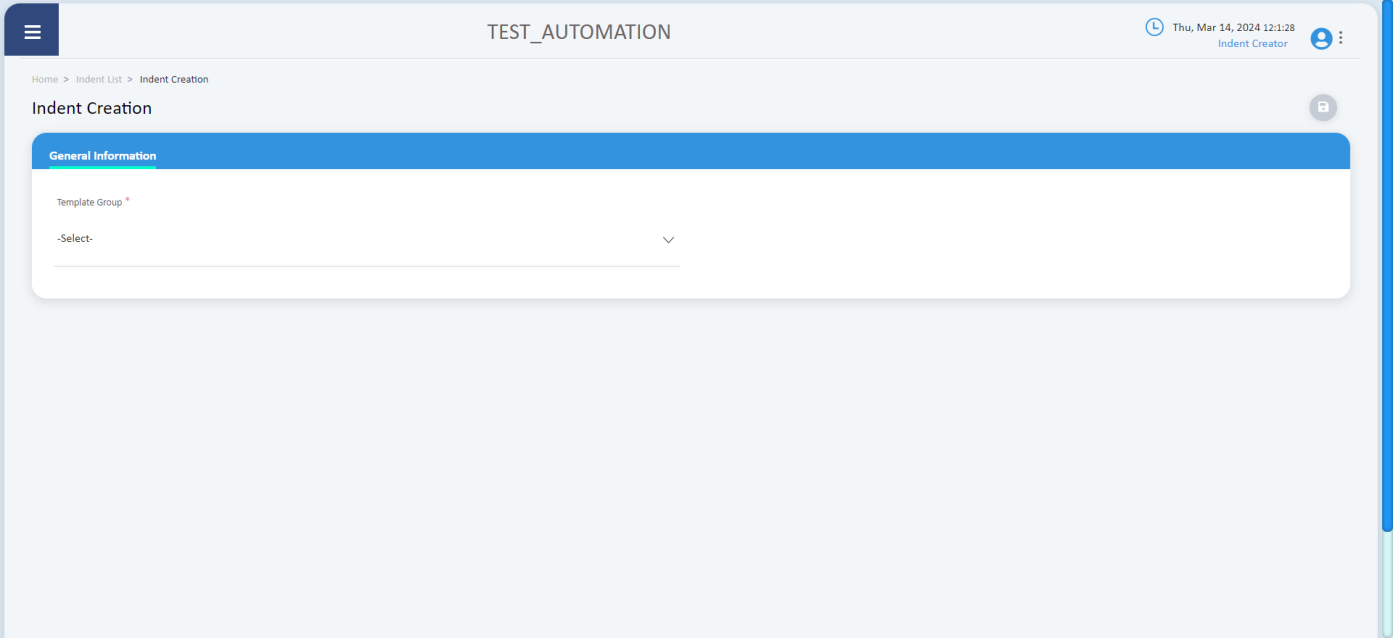 TEST_AUTOMATION
Thu, Mar 14, 2024 12:1:28
Indent Creator
Home > Indent List > Indent Creation
Indent Creation
General Information
Template Group *
-Select-